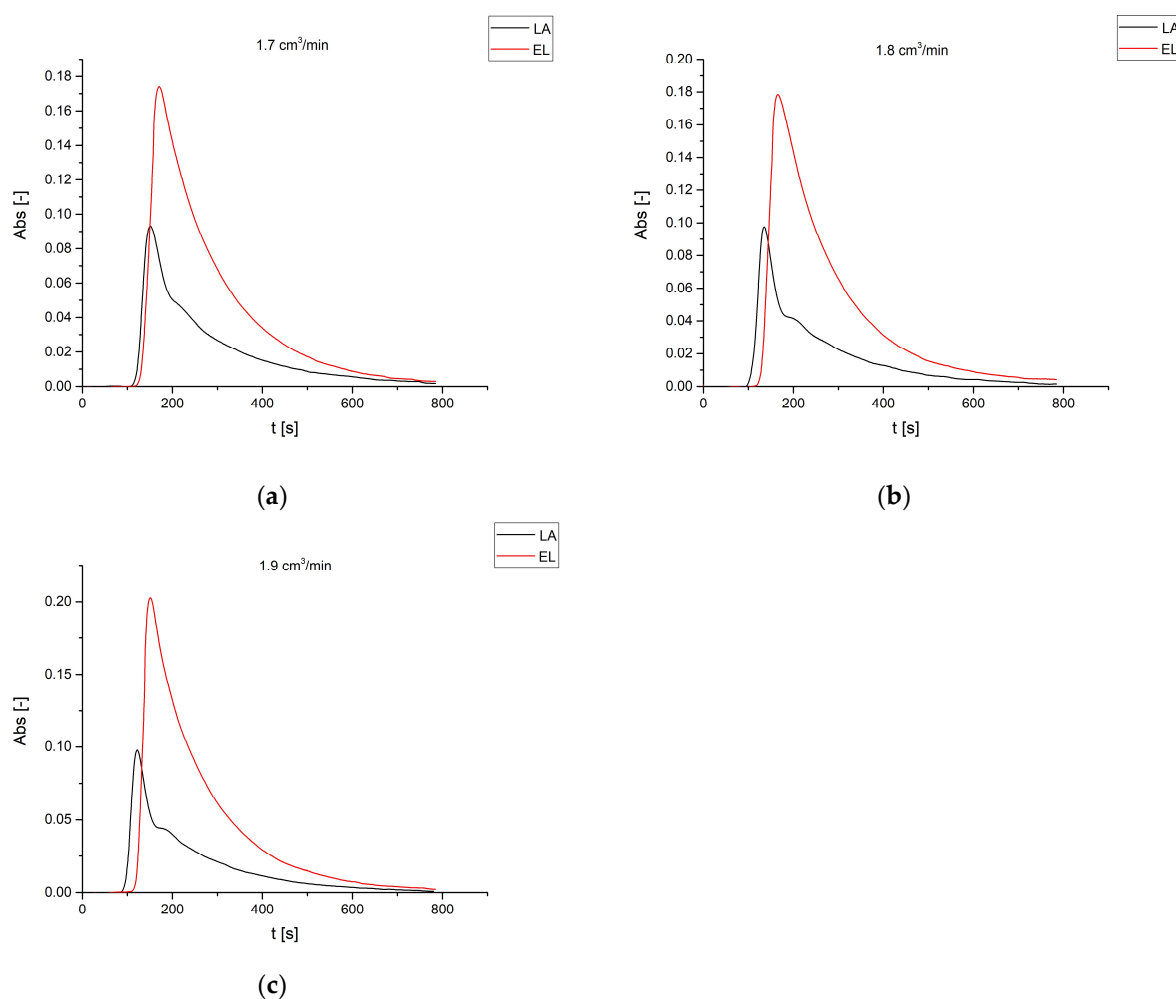 1.7 cm³/min
LA
EL
Abs [-]
0.18
0.16
0.14
0.12
0.10
0.08
0.06
0.04
0.02
0.00
0 200 400 600 800
t [s]
(a)
1.8 cm³/min
LA
EL
Abs [-]
0.20
0.18
0.16
0.14
0.12
0.10
0.08
0.06
0.04
0.02
0.00
0 200 400 600 800
t [s]
(b)
1.9 cm³/min
LA
EL
Abs [-]
0.20
0.15
0.10
0.05
0.00
0 200 400 600 800
t [s]
(c)